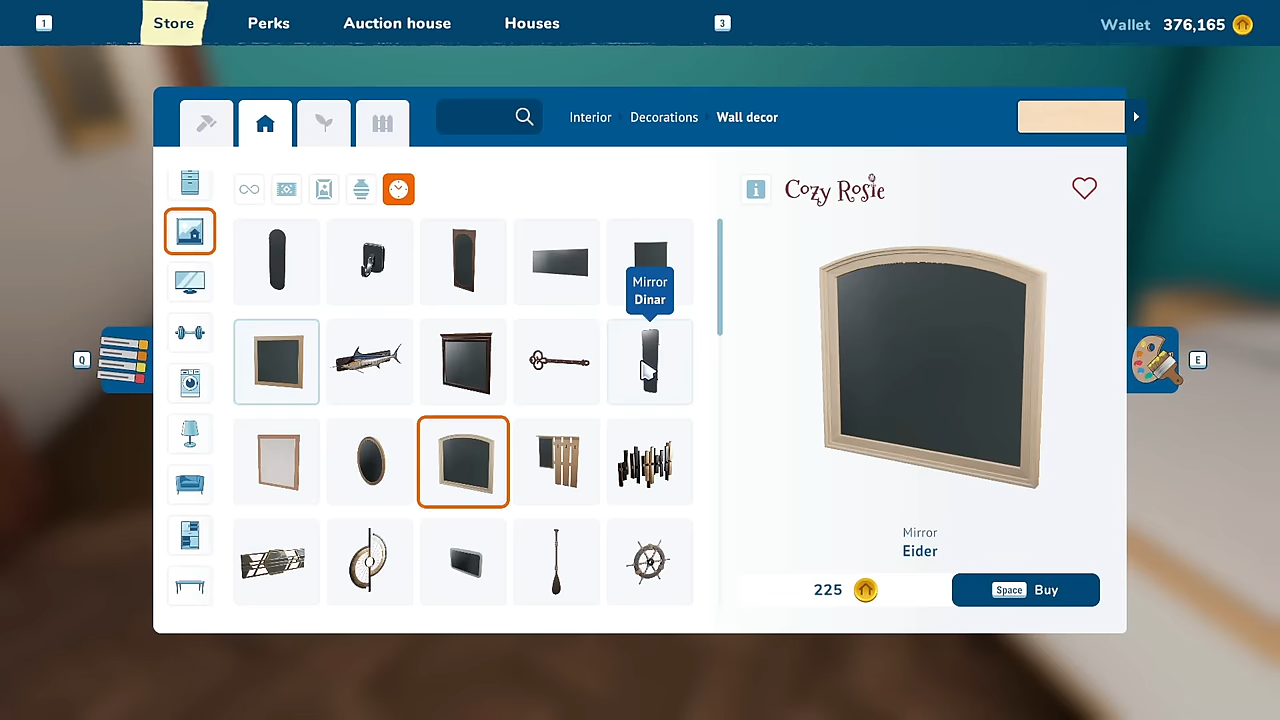 1
Store
Perks
Auction house
Houses
3
Wallet 376,165
Interior
Decorations
Wall decor
i
Cozy Rosie
Mirror
Dinar
Q
E
Mirror
Eider
225
Space
Buy